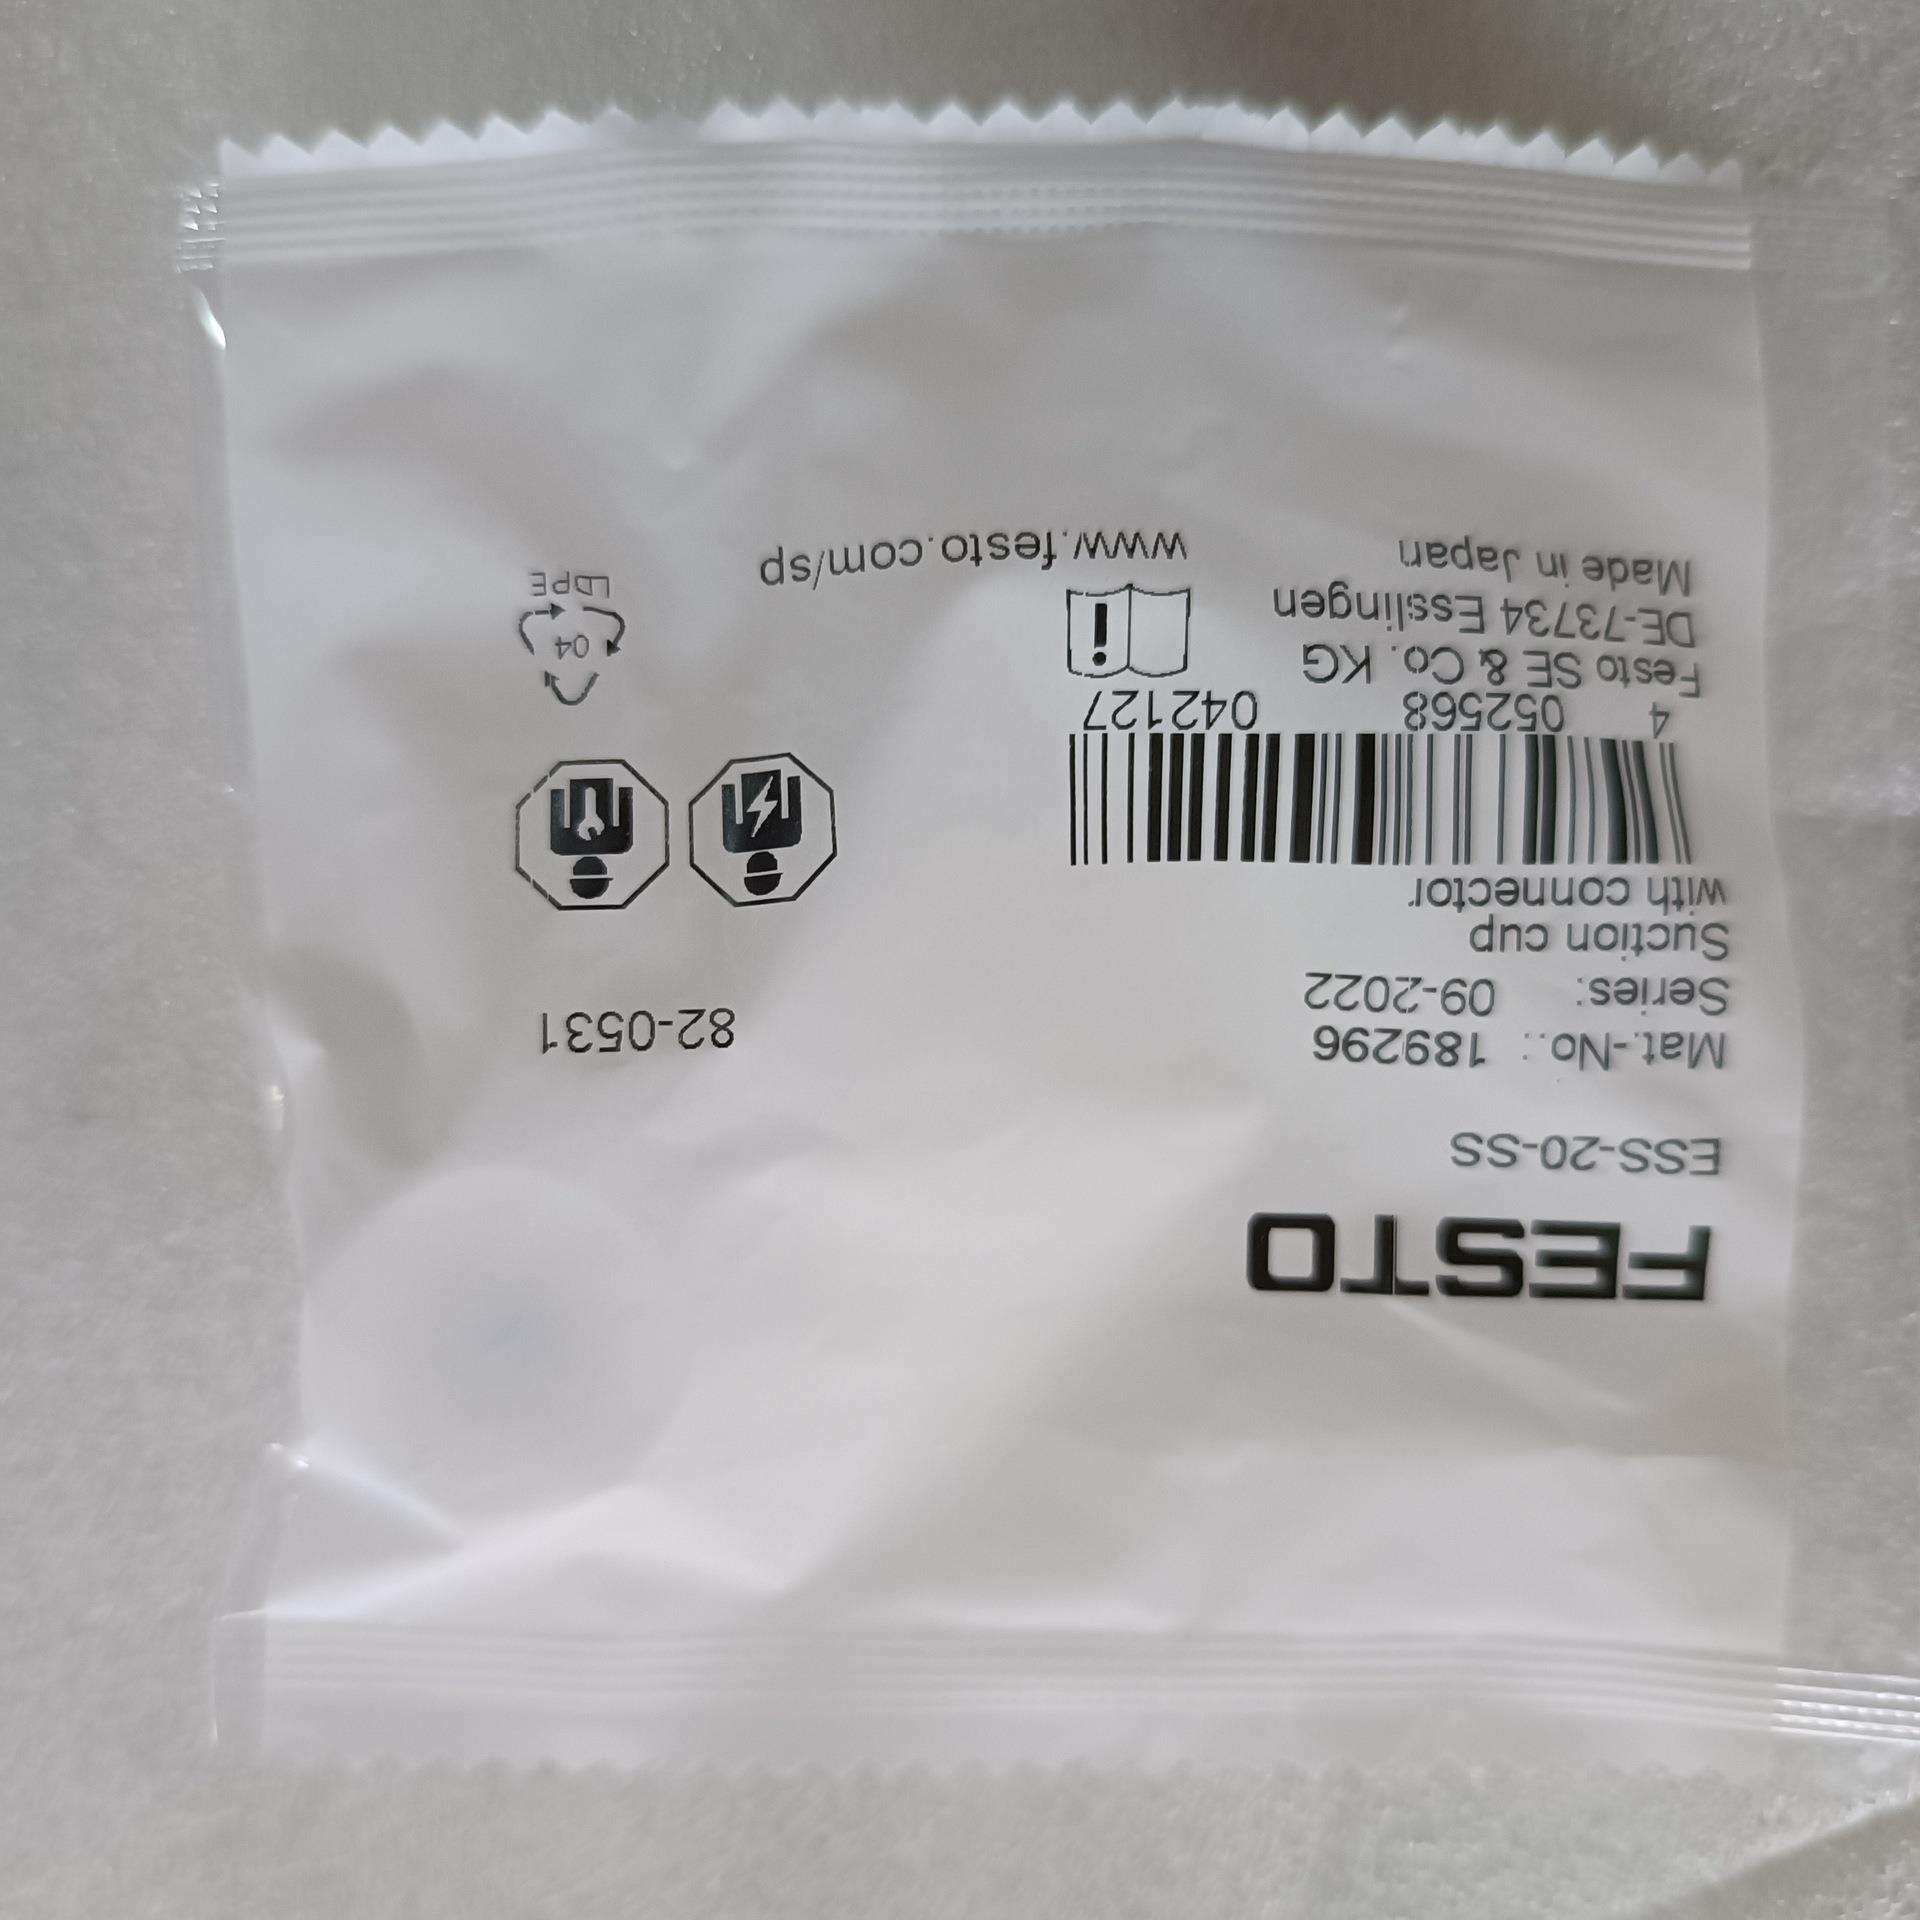 FESTO
ESS-20-SS
Mat.-No.: 189296
Series: 09-2022
Suction cup
with connector
82-0531
4 052568 042127
Festo SE & Co. KG
DE-73734 Esslingen
Made in Japan
www.festo.com/sp
04
LDPE